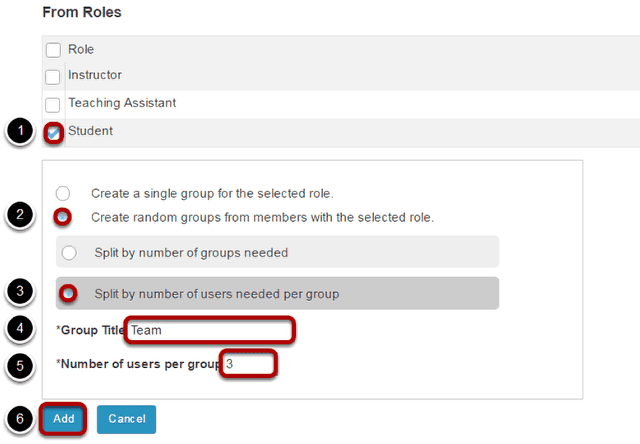 From Roles
Role
Instructor
Teaching Assistant
1 Student
Create a single group for the selected role.
2 Create random groups from members with the selected role.
Split by number of groups needed
3 Split by number of users needed per group
4 *Group Title Team
5 *Number of users per group 3
6 Add Cancel